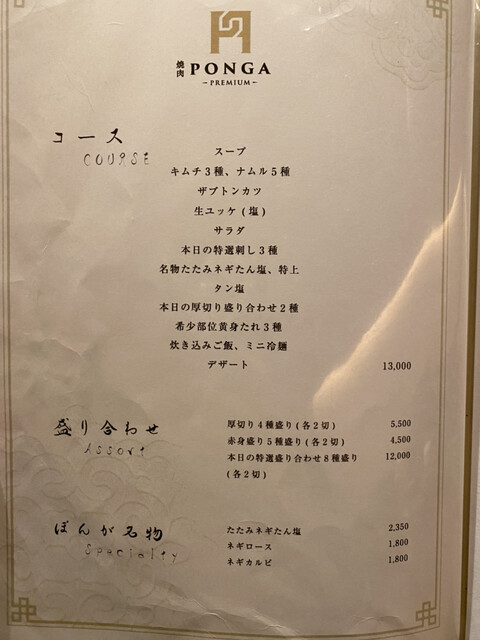 焼肉 PONGA
PREMIUM
コース
COURSE
スープ
キムチ3種、ナムル5種
ザブトンカツ
生ユッケ(塩)
サラダ
本日の特選刺し3種
名物たたみネギたん塩、特上
タン塩
本日の厚切り盛り合わせ2種
希少部位黄身たれ3種
炊き込みご飯、ミニ冷麺
デザート 13,000
盛り合わせ
Assort
厚切り4種盛り(各2切) 5,500
赤身盛り5種盛り(各2切) 4,500
本日の特選盛り合わせ8種盛り 12,000
(各2切)
ぽんが名物
Specialty
たたみネギたん塩 2,350
ネギロース 1,800
ネギカルビ 1,800